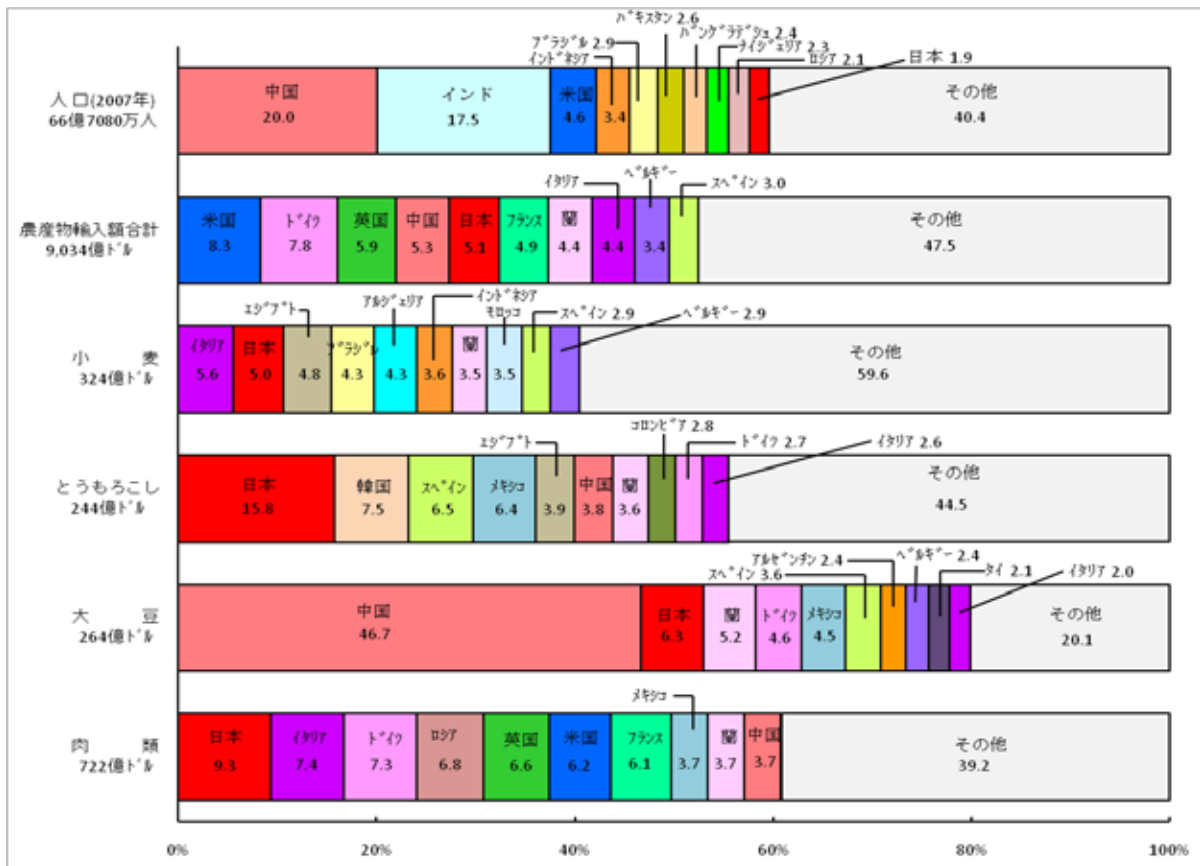 パキスタン 2.6
ブラジル 2.9
バングラデシュ 2.4
インドネシア
ナイジェリア 2.3
ロシア 2.1
日本 1.9
人口(2007年)
66億7080万人
中国
20.0
インド
17.5
米国
4.6
3.4
その他
40.4
イタリア
ベルギー
スペイン 3.0
農産物輸入額合計
9,034億ドル
米国
8.3
ドイツ
7.8
英国
5.9
中国
5.3
日本
5.1
フランス
4.9
蘭
4.4
4.4
3.4
その他
47.5
エジプト
アルジェリア
インドネシア
モロッコ
スペイン 2.9
ベルギー 2.9
小麦
324億ドル
イタリア
5.6
日本
5.0
4.8
ブラジル
4.3
4.3
3.6
蘭
3.5
3.5
その他
59.6
エジプト
コロンビア 2.8
ドイツ 2.7
イタリア 2.6
とうもろこし
244億ドル
日本
15.8
韓国
7.5
スペイン
6.5
メキシコ
6.4
3.9
中国
3.8
蘭
3.6
その他
44.5
アルゼンチン 2.4
ベルギー 2.4
スペイン 3.6
タイ 2.1
イタリア 2.0
大豆
264億ドル
中国
46.7
日本
6.3
蘭
5.2
ドイツ
4.6
メキシコ
4.5
その他
20.1
メキシコ
肉類
722億ドル
日本
9.3
イタリア
7.4
ドイツ
7.3
ロシア
6.8
英国
6.6
米国
6.2
フランス
6.1
3.7
蘭
3.7
中国
3.7
その他
39.2
0%
20%
40%
60%
80%
100%